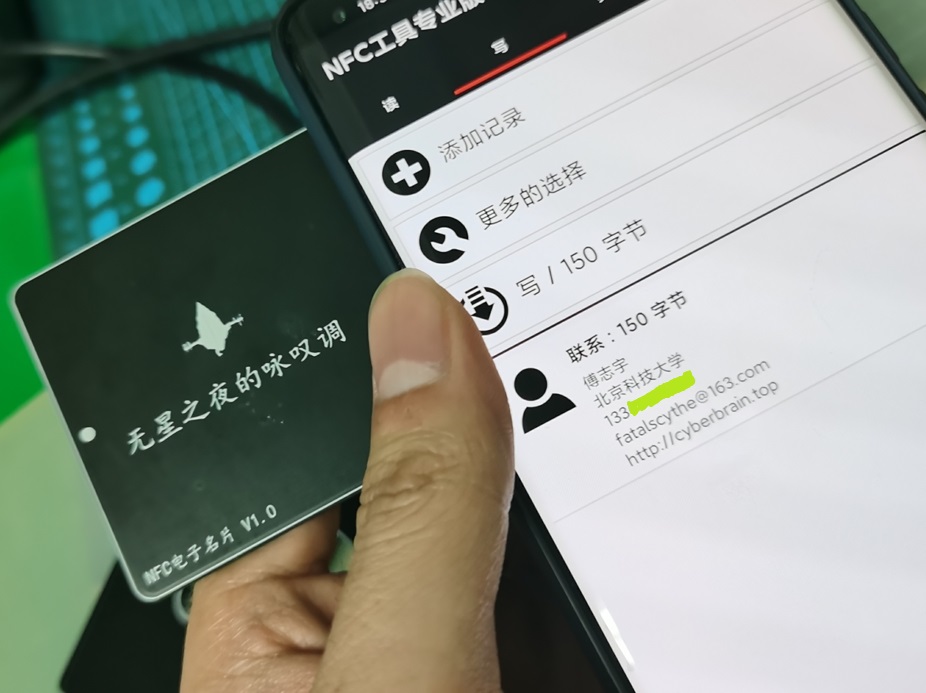 NFC工具专业版
读
写
添加记录
更多的选择
写 / 150 字节
联系 : 150 字节
傅志宇
北京科技大学
133
fatalscythe@163.com
http://cyberbrain.top
无星之夜的咏叹调
NFC电子名片 V1.0